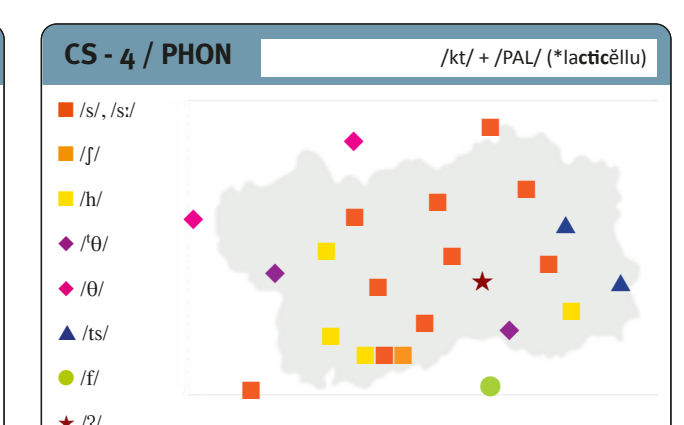 CS - 4 / PHON
/kt/ + /PAL/ (*lacticĕllu)
/s/, /sː/
/ʃ/
/h/
/ᵗθ/
/θ/
/ts/
/f/
/?/